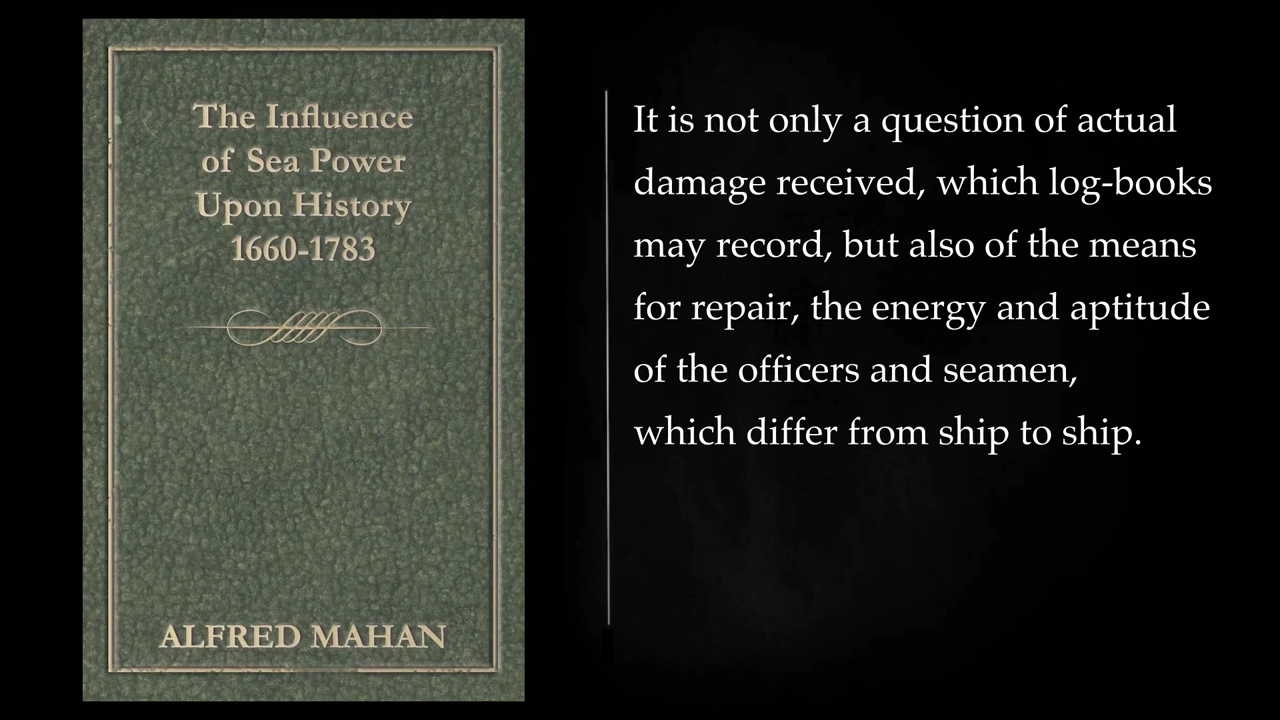 The Influence
of Sea Power
Upon History
1660-1783
ALFRED MAHAN
It is not only a question of actual
damage received, which log-books
may record, but also of the means
for repair, the energy and aptitude
of the officers and seamen,
which differ from ship to ship.